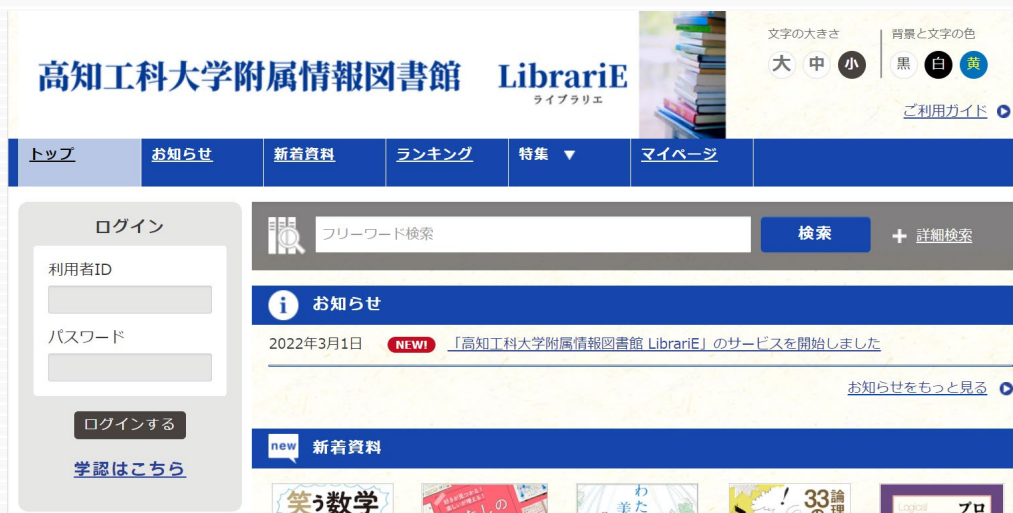 高知工科大学附属情報図書館 LibrariE
ライブラリエ
文字の大きさ
大 中 小
背景と文字の色
黒 白 黄
ご利用ガイド
トップ お知らせ 新着資料 ランキング 特集 ▼ マイページ
ログイン
利用者ID
パスワード
ログインする
学認はこちら
フリーワード検索 検索 + 詳細検索
お知らせ
2022年3月1日 NEW! 「高知工科大学附属情報図書館 LibrariE」のサービスを開始しました
お知らせをもっと見る
new 新着資料
笑う数学
33
Logical プロ